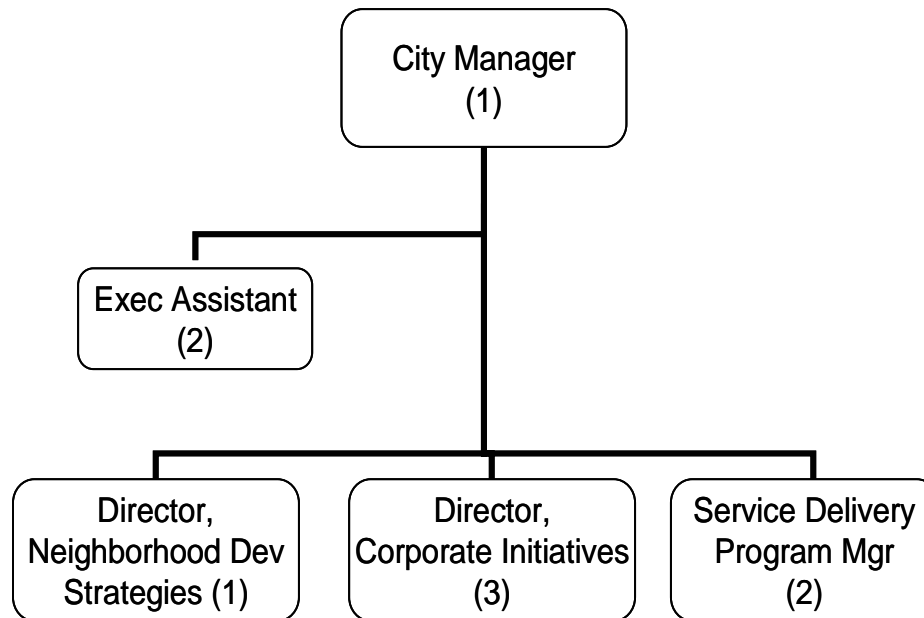 City Manager
(1)
Exec Assistant
(2)
Director,
Neighborhood Dev
Strategies (1)
Director,
Corporate Initiatives
(3)
Service Delivery
Program Mgr
(2)